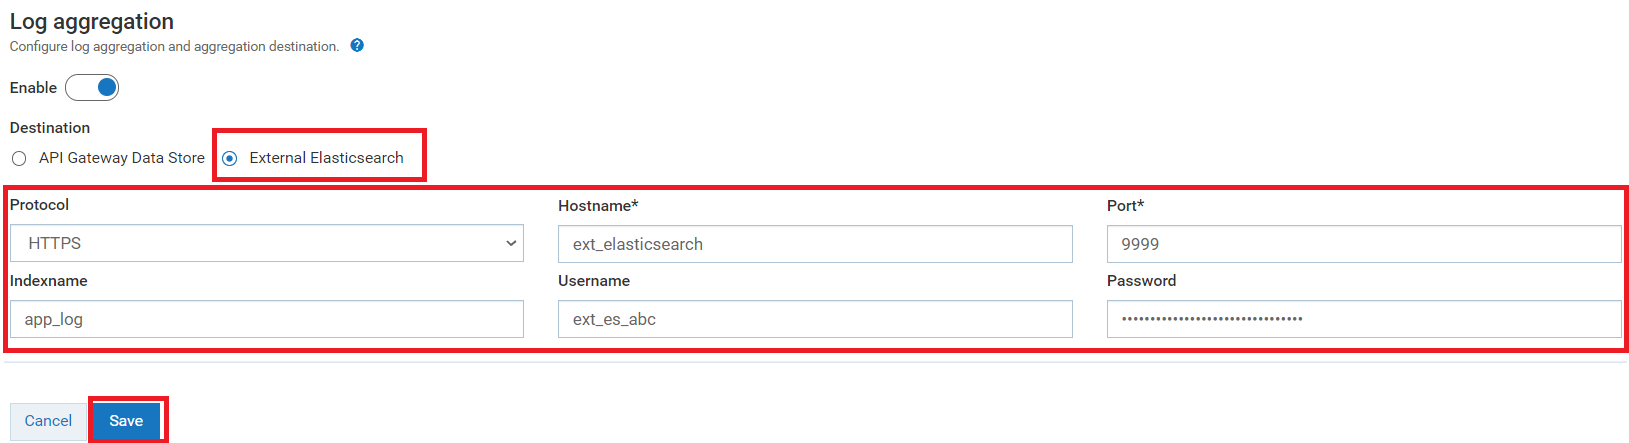 Log aggregation
Configure log aggregation and aggregation destination. ?
Enable
Destination
API Gateway Data Store External Elasticsearch
Protocol Hostname* Port*
HTTPS ext_elasticsearch 9999
Indexname Username Password
app_log ext_es_abc ••••••••••••••••••••••••••••••••
Cancel Save